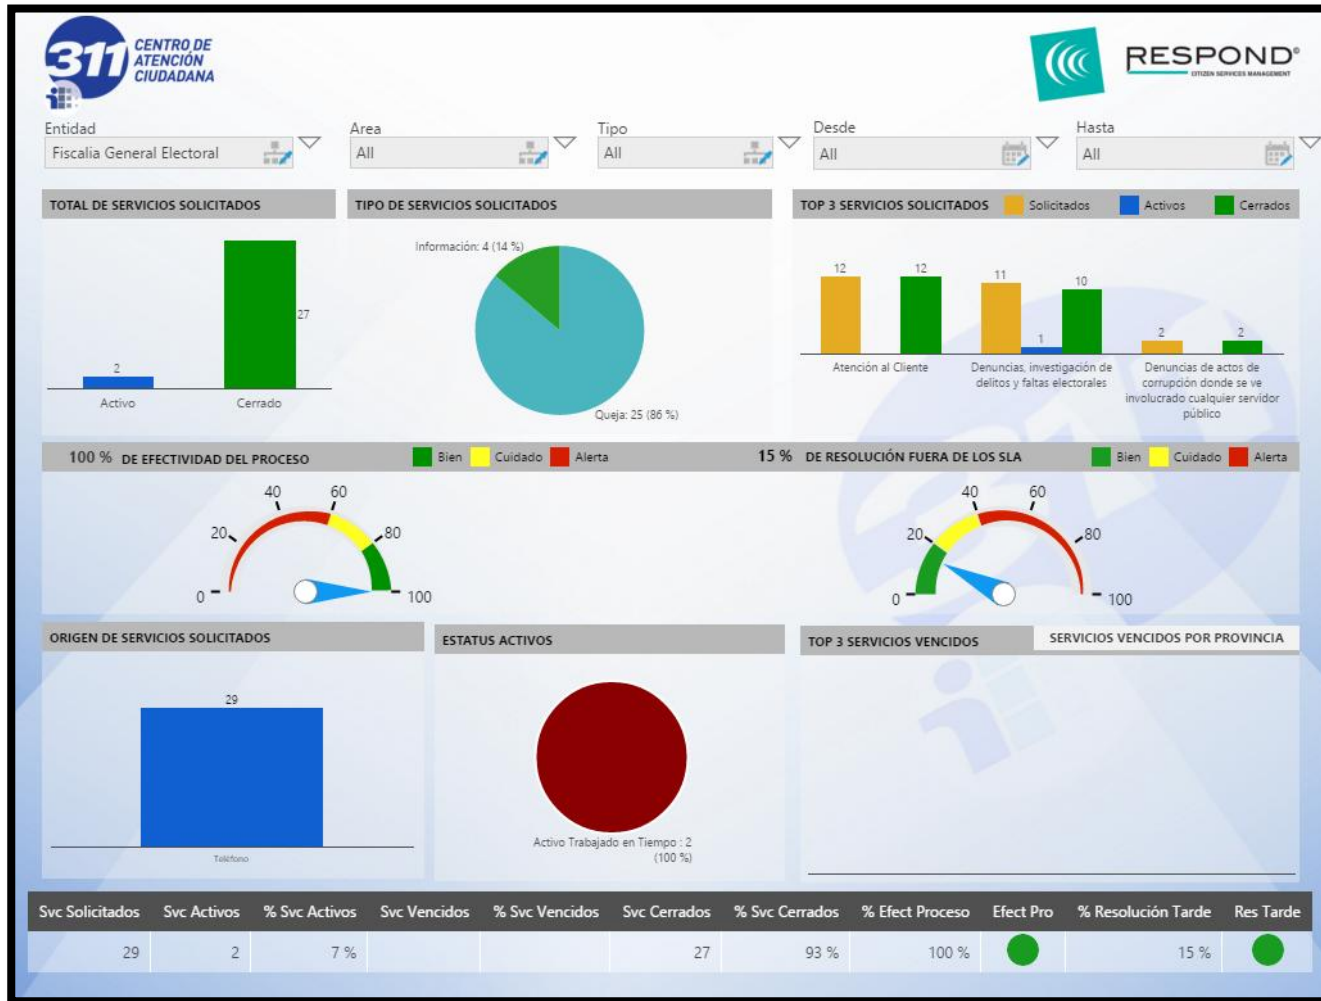 311 CENTRO DE
ATENCIÓN
CIUDADANA
RESPOND®
CITIZEN SERVICES MANAGEMENT
Entidad
Fiscalia General Electoral
Area
All
Tipo
All
Desde
All
Hasta
All
TOTAL DE SERVICIOS SOLICITADOS
2
27
Activo
Cerrado
TIPO DE SERVICIOS SOLICITADOS
Información: 4 (14 %)
Queja: 25 (86 %)
TOP 3 SERVICIOS SOLICITADOS
Solicitados
Activos
Cerrados
12
12
11
1
10
2
2
Atención al Cliente
Denuncias, investigación de
delitos y faltas electorales
Denuncias de actos de
corrupción donde se ve
involucrado cualquier servidor
público
100 % DE EFECTIVIDAD DEL PROCESO
Bien
Cuidado
Alerta
0
20
40
60
80
100
15 % DE RESOLUCIÓN FUERA DE LOS SLA
Bien
Cuidado
Alerta
0
20
40
60
80
100
ORIGEN DE SERVICIOS SOLICITADOS
29
Teléfono
ESTATUS ACTIVOS
Activo Trabajado en Tiempo : 2
(100 %)
TOP 3 SERVICIOS VENCIDOS
SERVICIOS VENCIDOS POR PROVINCIA
Svc Solicitados Svc Activos % Svc Activos Svc Vencidos % Svc Vencidos Svc Cerrados % Svc Cerrados % Efect Proceso Efect Pro % Resolución Tarde Res Tarde
29 2 7 % 27 93 % 100 % 15 %